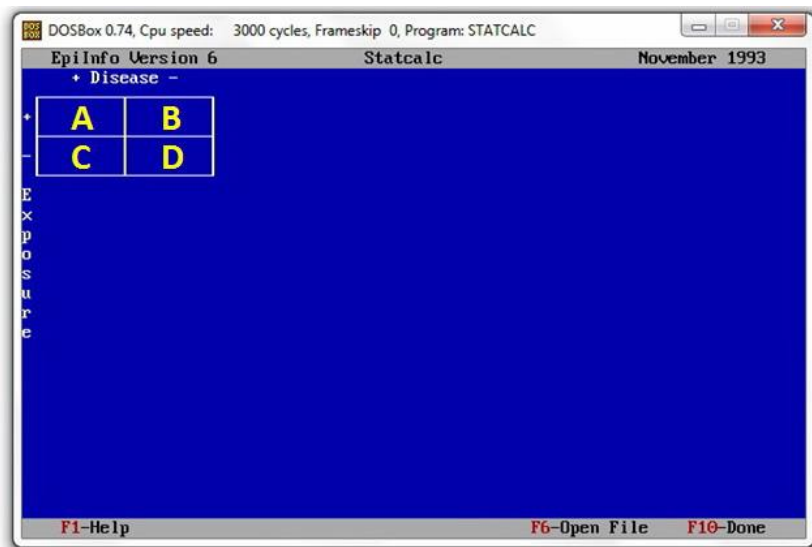 DOSBox 0.74, Cpu speed: 3000 cycles, Frameskip 0, Program: STATCALC
EpiInfo Version 6 Statcalc November 1993
+ Disease -
+ A B
- C D
E
x
p
o
s
u
r
e
F1-Help F6-Open File F10-Done